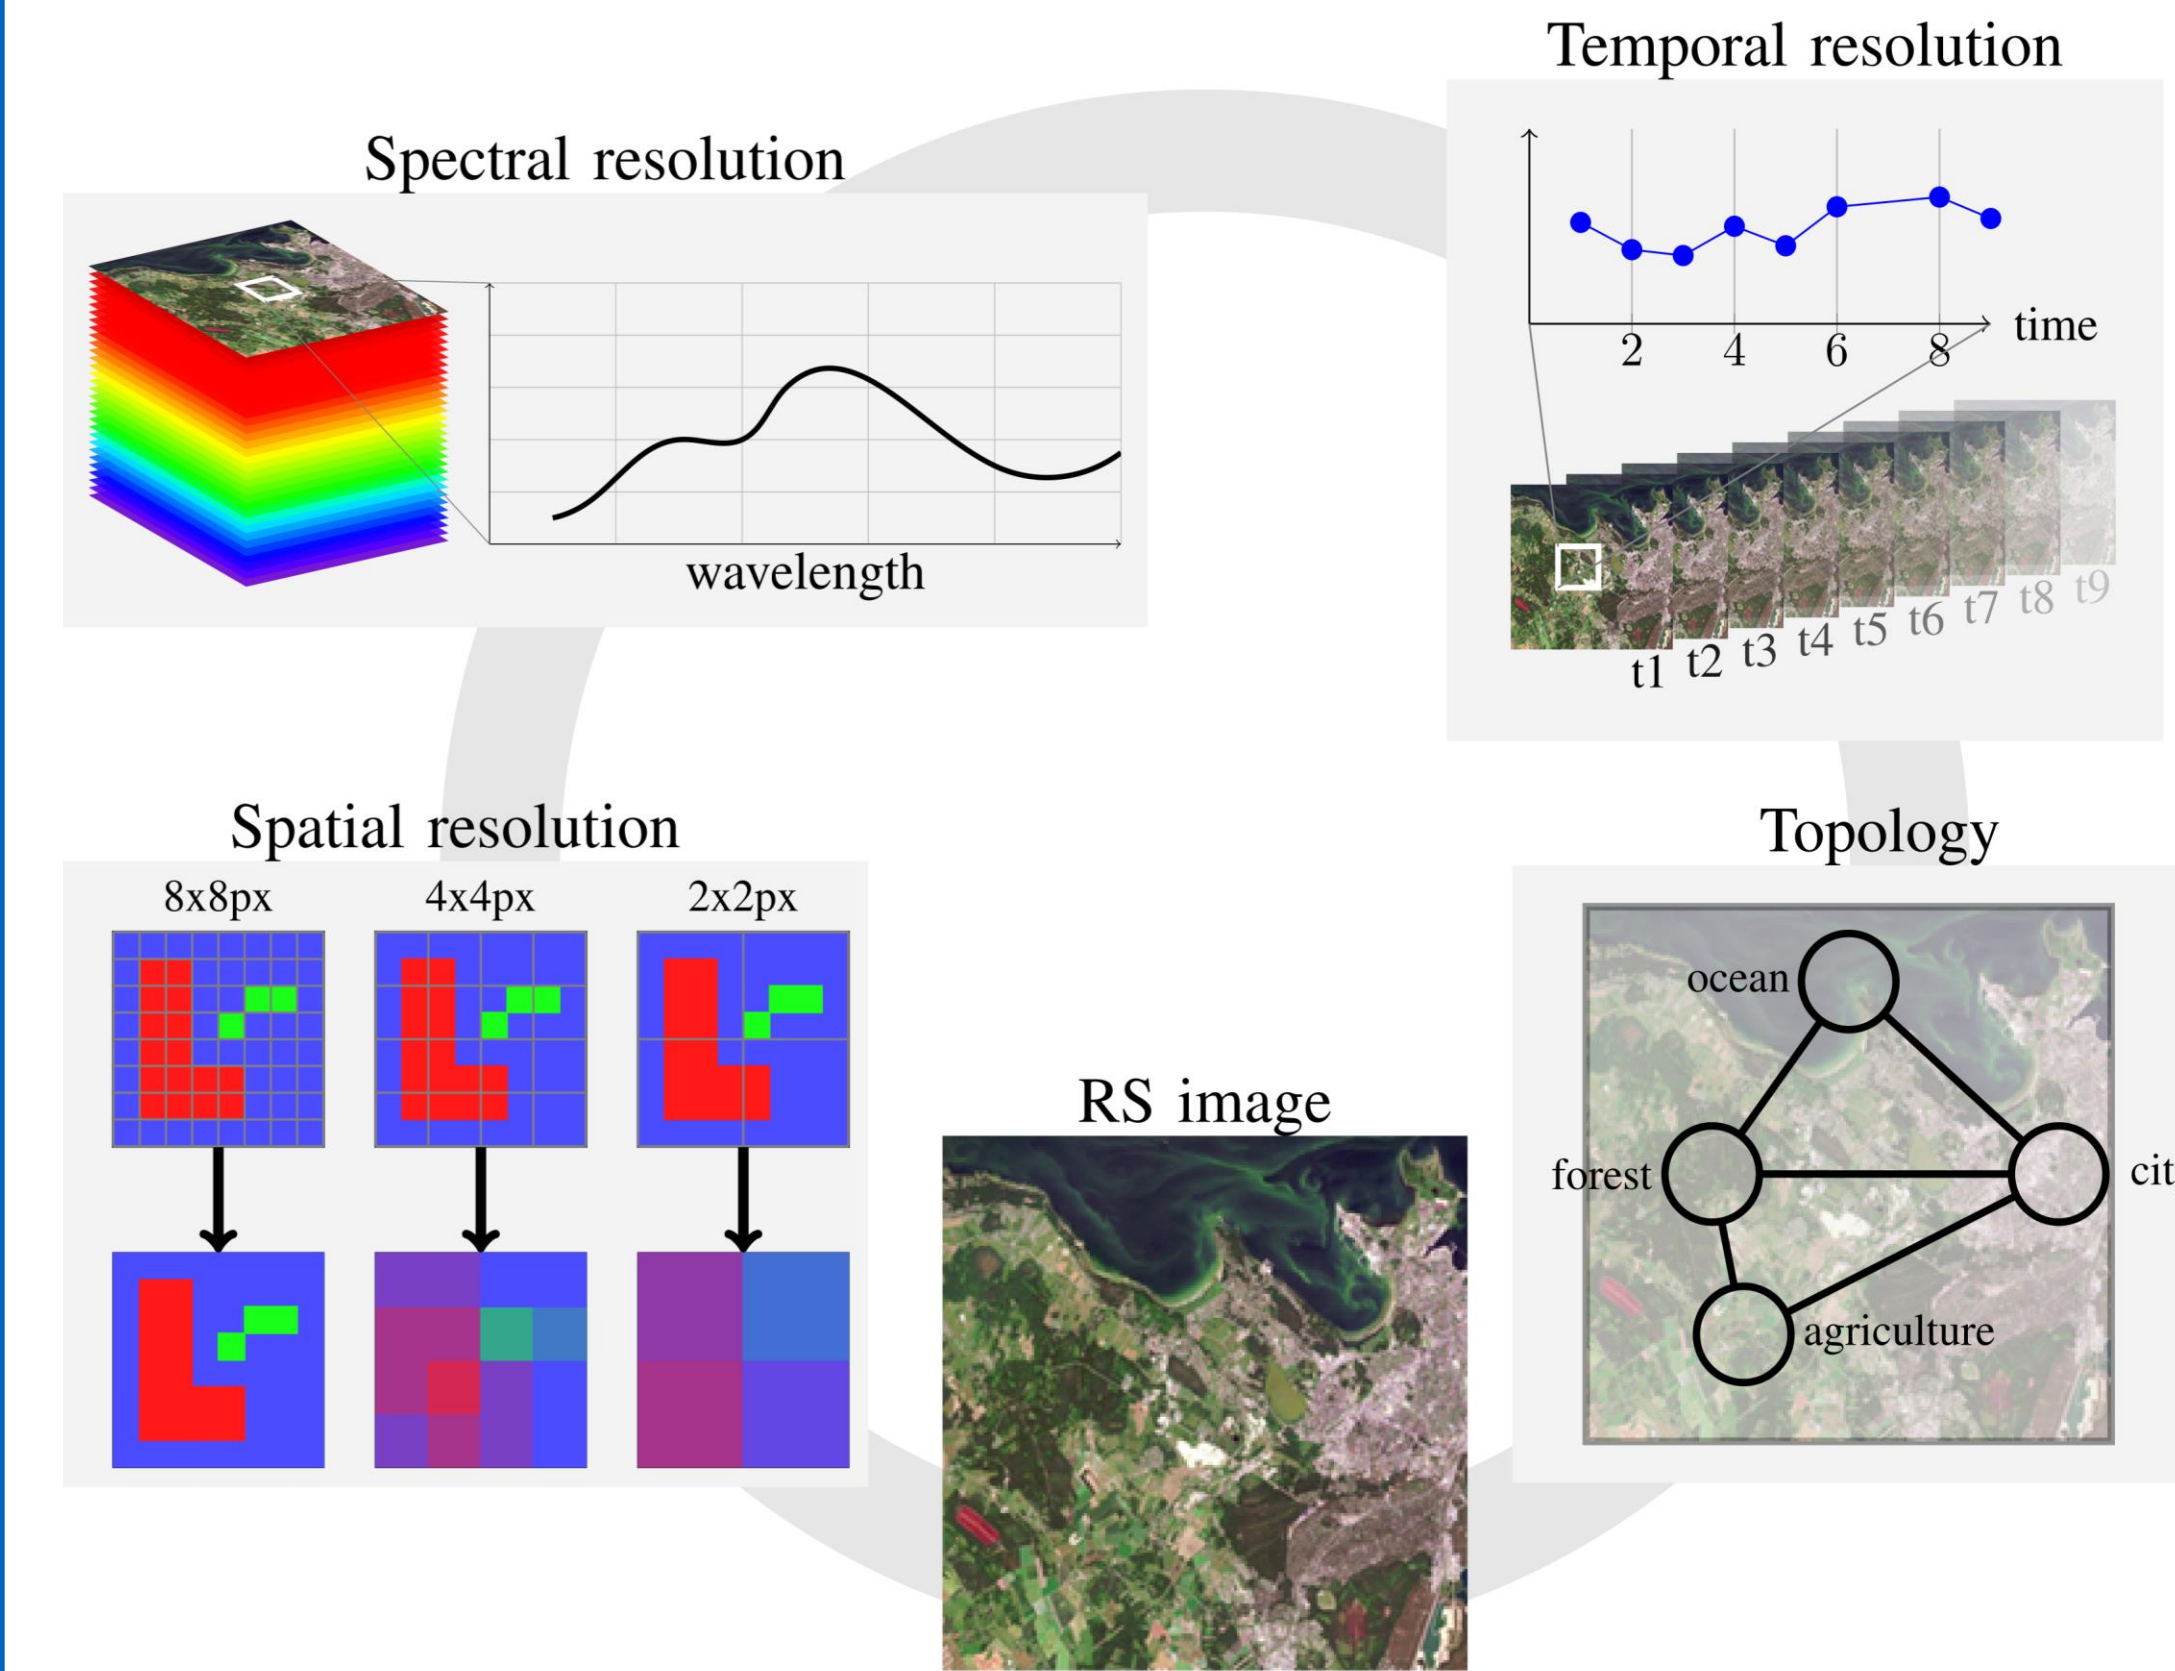 Temporal resolution
time
2 4 6 8
t1 t2 t3 t4 t5 t6 t7 t8 t9
Spectral resolution
wavelength
Spatial resolution
8x8px 4x4px 2x2px
RS image
Topology
ocean
forest
cit
agriculture